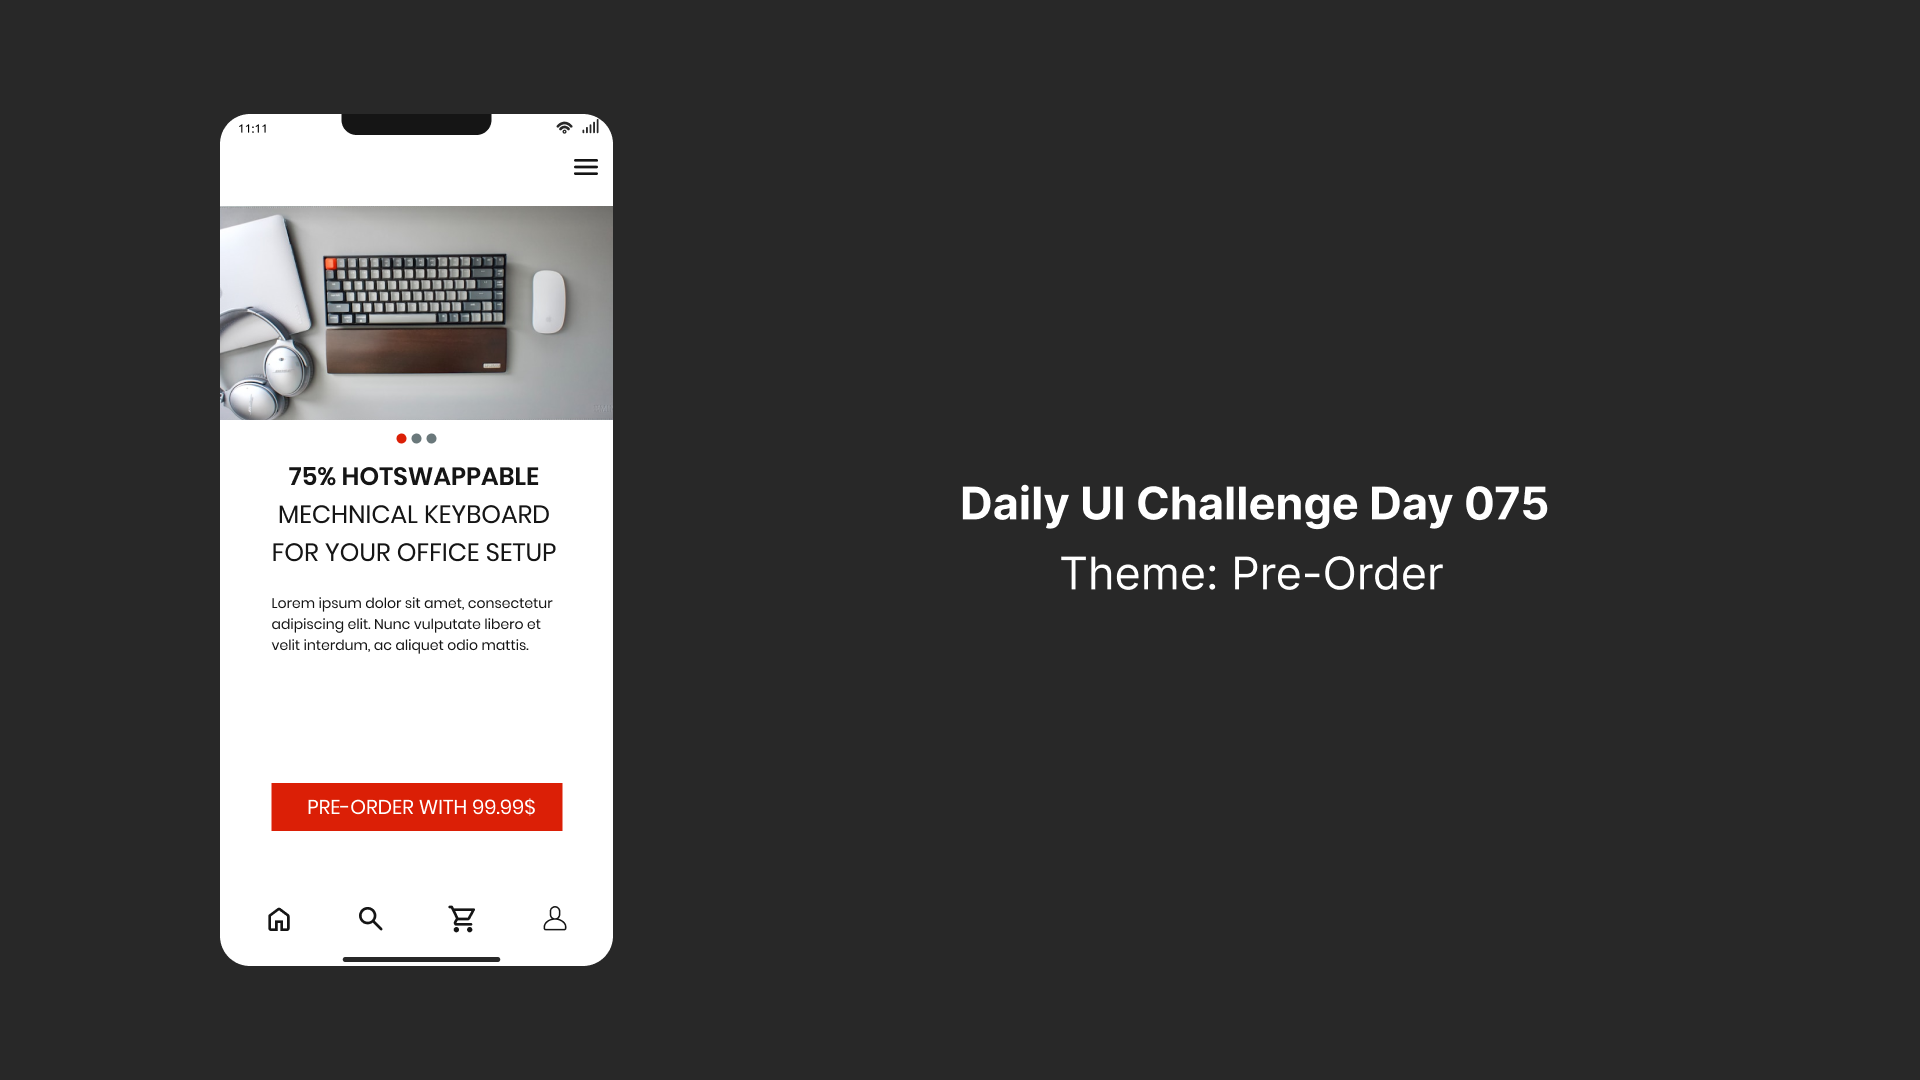 11:11
75% HOTSWAPPABLE
MECHNICAL KEYBOARD
FOR YOUR OFFICE SETUP
Lorem ipsum dolor sit amet, consectetur
adipiscing elit. Nunc vulputate libero et
velit interdum, ac aliquet odio mattis.
PRE-ORDER WITH 99.99$
Daily UI Challenge Day 075
Theme: Pre-Order